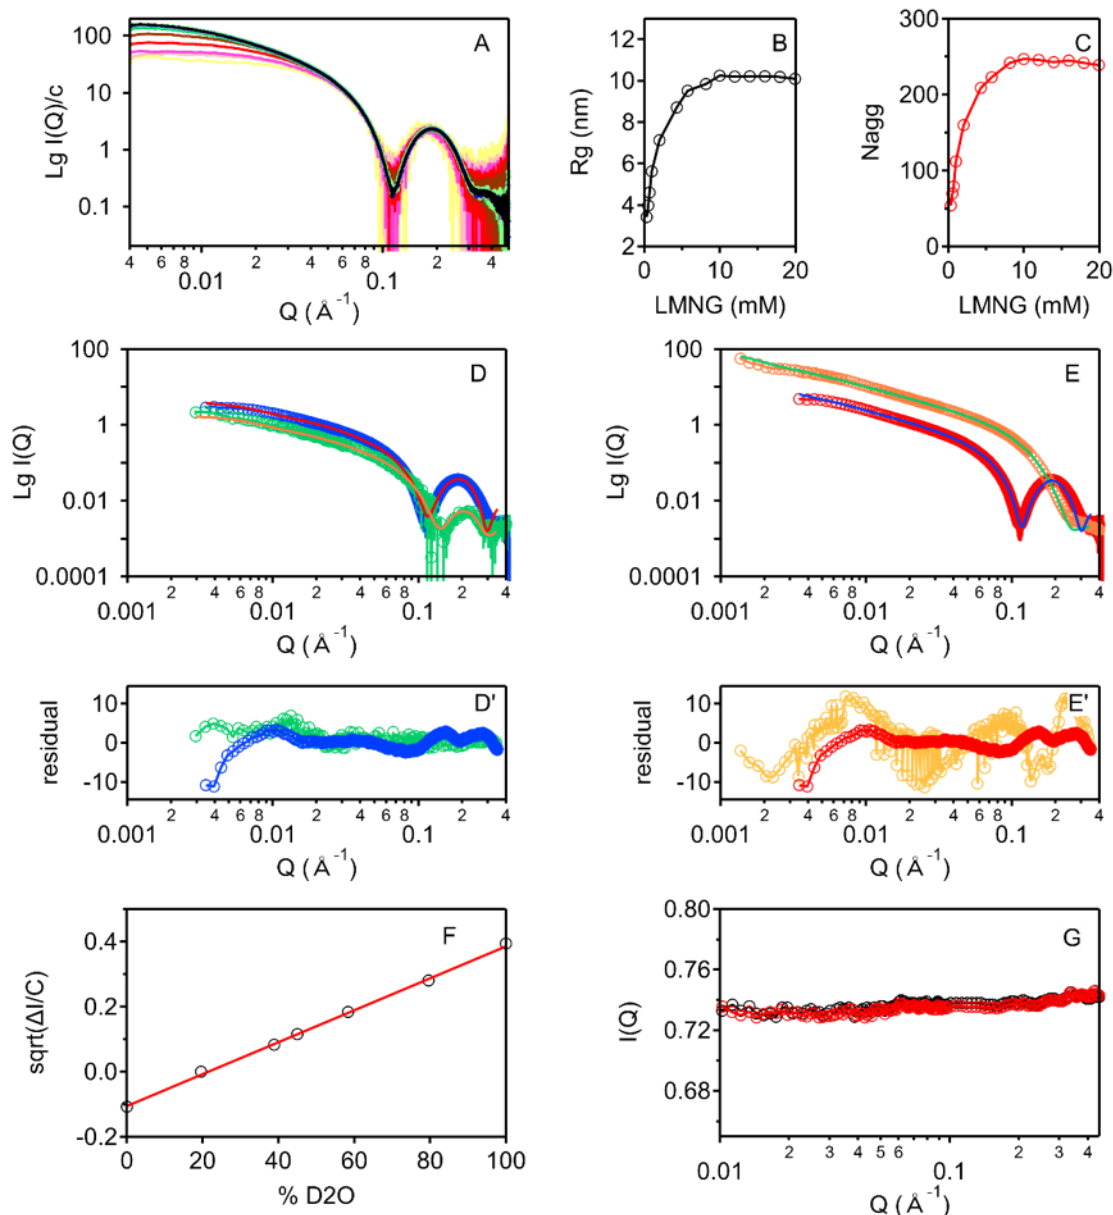 A
Lg I(Q)/c
100
10
1
0.1
4 6 8 2 4 6 8 2 4
0.01 0.1
Q (Å⁻¹)
B
Rg (nm)
12
10
8
6
4
2
0 10 20
LMNG (mM)
C
Nagg
300
200
100
0
0 10 20
LMNG (mM)
D
Lg I(Q)
100
1
0.01
0.0001
2 4 6 8 2 4 6 8 2 4
0.001 0.01 0.1
Q (Å⁻¹)
E
Lg I(Q)
100
1
0.01
0.0001
2 4 6 8 2 4 6 8 2 4
0.001 0.01 0.1
Q (Å⁻¹)
D'
residual
10
0
-10
2 4 6 8 2 4 6 8 2 4
0.001 0.01 0.1
Q (Å⁻¹)
E'
residual
10
0
-10
2 4 6 8 2 4 6 8 2 4
0.001 0.01 0.1
Q (Å⁻¹)
F
sqrt(ΔI/C)
0.4
0.2
0.0
-0.2
0 20 40 60 80 100
% D2O
G
I(Q)
0.80
0.76
0.72
0.68
2 3 4 5 6 2 3 4
0.01 0.1
Q (Å⁻¹)